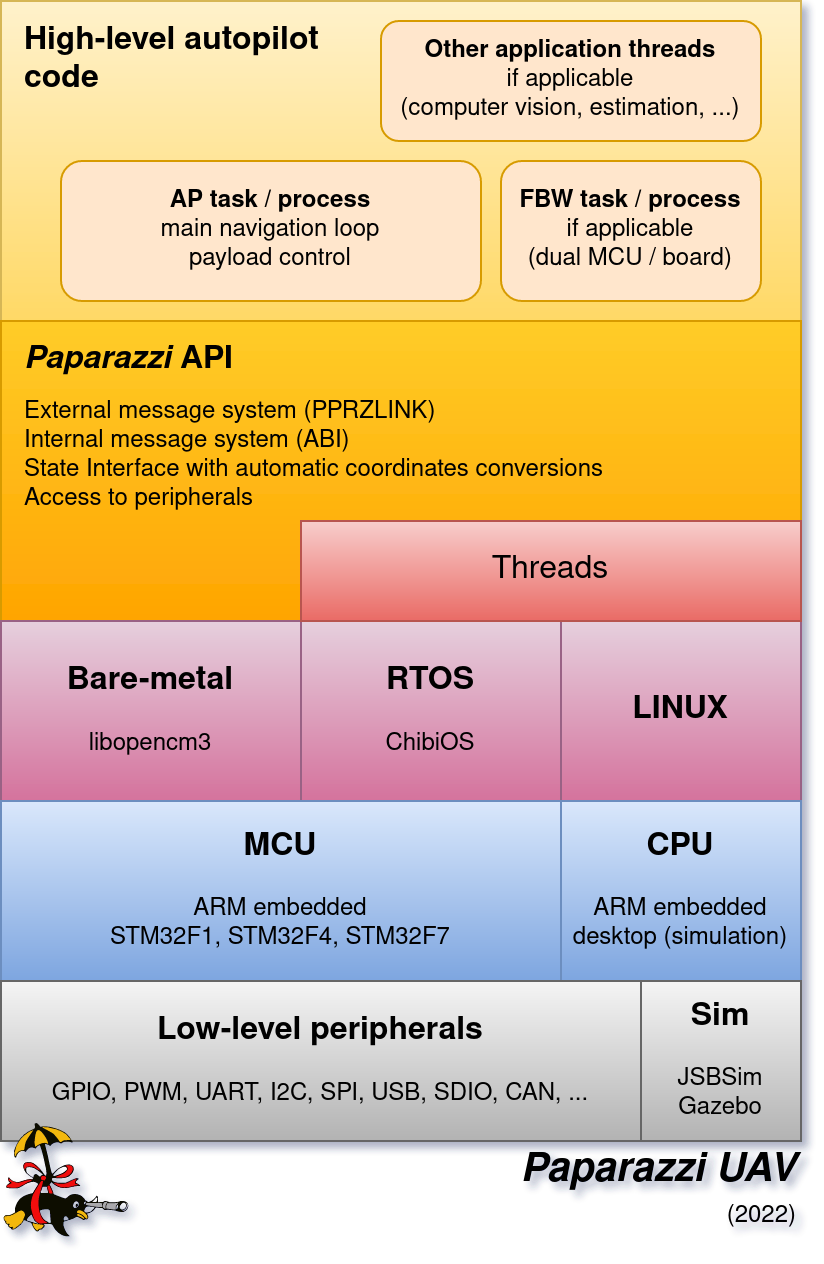 High-level autopilot
code
Other application threads
if applicable
(computer vision, estimation, ...)
AP task / process
main navigation loop
payload control
FBW task / process
if applicable
(dual MCU / board)
Paparazzi API
External message system (PPRZLINK)
Internal message system (ABI)
State Interface with automatic coordinates conversions
Access to peripherals
Threads
Bare-metal
libopencm3
RTOS
ChibiOS
LINUX
MCU
ARM embedded
STM32F1, STM32F4, STM32F7
CPU
ARM embedded
desktop (simulation)
Low-level peripherals
GPIO, PWM, UART, I2C, SPI, USB, SDIO, CAN, ...
Sim
JSBSim
Gazebo
Paparazzi UAV
(2022)